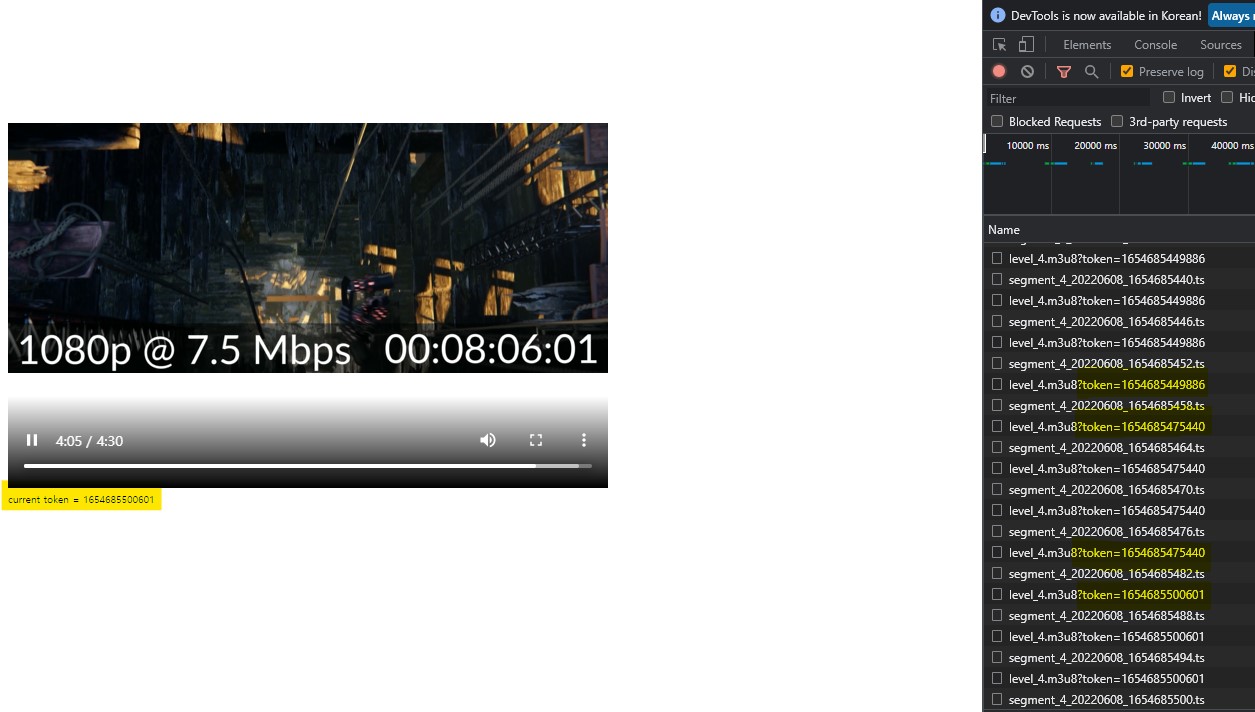 DevTools is now available in Korean! Always
Elements Console Sources
Preserve log
Filter Invert
Blocked Requests 3rd-party requests
10000 ms 20000 ms 30000 ms 40000 ms
Name
level_4.m3u8?token=1654685449886
segment_4_20220608_1654685440.ts
level_4.m3u8?token=1654685449886
segment_4_20220608_1654685446.ts
level_4.m3u8?token=1654685449886
segment_4_20220608_1654685452.ts
level_4.m3u8?token=1654685449886
segment_4_20220608_1654685458.ts
level_4.m3u8?token=1654685475440
segment_4_20220608_1654685464.ts
level_4.m3u8?token=1654685475440
segment_4_20220608_1654685470.ts
level_4.m3u8?token=1654685475440
segment_4_20220608_1654685476.ts
level_4.m3u8?token=1654685475440
segment_4_20220608_1654685482.ts
level_4.m3u8?token=1654685500601
segment_4_20220608_1654685488.ts
level_4.m3u8?token=1654685500601
segment_4_20220608_1654685494.ts
level_4.m3u8?token=1654685500601
segment_4_20220608_1654685500.ts
1080p @ 7.5 Mbps 00:08:06:01
4:05 / 4:30
current token = 1654685500601